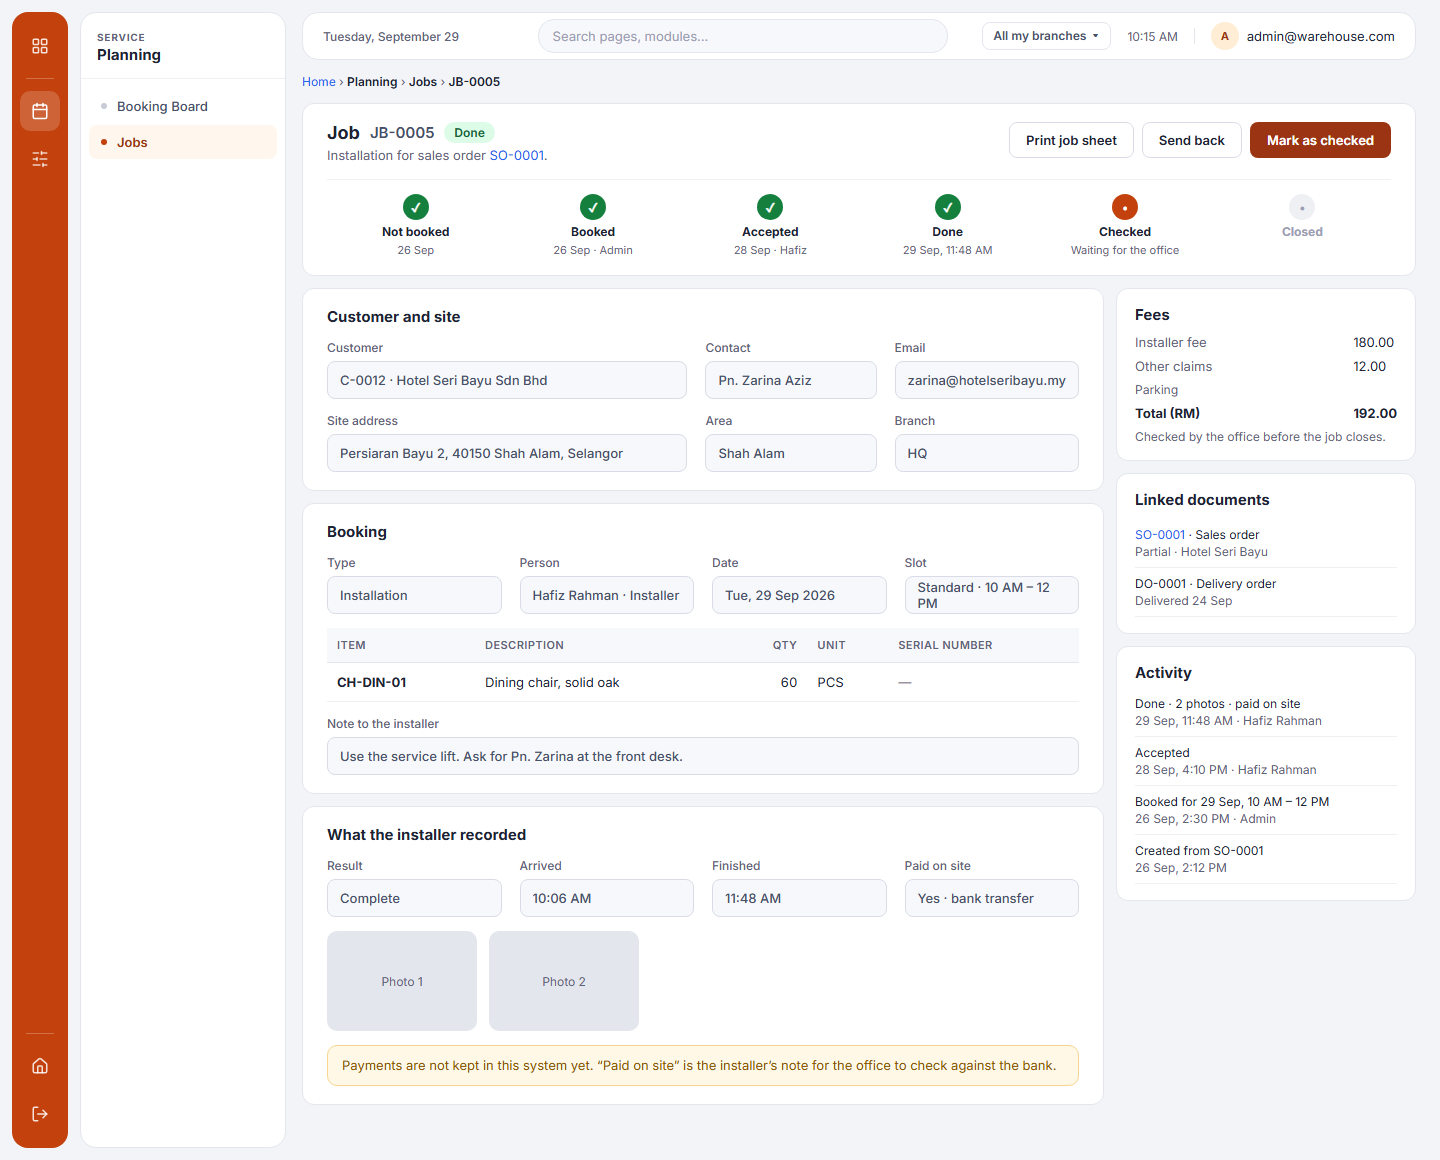 SERVICE
Planning
Booking Board
Jobs
Tuesday, September 29
Search pages, modules...
All my branches
10:15 AM
A
admin@warehouse.com
Home › Planning › Jobs › JB-0005
Job JB-0005 Done
Installation for sales order SO-0001.
Print job sheet
Send back
Mark as checked
Not booked
26 Sep
Booked
26 Sep · Admin
Accepted
28 Sep · Hafiz
Done
29 Sep, 11:48 AM
Checked
Waiting for the office
Closed
Customer and site
Customer
C-0012 · Hotel Seri Bayu Sdn Bhd
Contact
Pn. Zarina Aziz
Email
zarina@hotelseribayu.my
Site address
Persiaran Bayu 2, 40150 Shah Alam, Selangor
Area
Shah Alam
Branch
HQ
Booking
Type
Installation
Person
Hafiz Rahman · Installer
Date
Tue, 29 Sep 2026
Slot
Standard · 10 AM – 12
PM
ITEM DESCRIPTION QTY UNIT SERIAL NUMBER
CH-DIN-01 Dining chair, solid oak 60 PCS —
Note to the installer
Use the service lift. Ask for Pn. Zarina at the front desk.
What the installer recorded
Result
Complete
Arrived
10:06 AM
Finished
11:48 AM
Paid on site
Yes · bank transfer
Photo 1
Photo 2
Payments are not kept in this system yet. “Paid on site” is the installer’s note for the office to check against the bank.
Fees
Installer fee 180.00
Other claims 12.00
Parking
Total (RM) 192.00
Checked by the office before the job closes.
Linked documents
SO-0001 · Sales order
Partial · Hotel Seri Bayu
DO-0001 · Delivery order
Delivered 24 Sep
Activity
Done · 2 photos · paid on site
29 Sep, 11:48 AM · Hafiz Rahman
Accepted
28 Sep, 4:10 PM · Hafiz Rahman
Booked for 29 Sep, 10 AM – 12 PM
26 Sep, 2:30 PM · Admin
Created from SO-0001
26 Sep, 2:12 PM